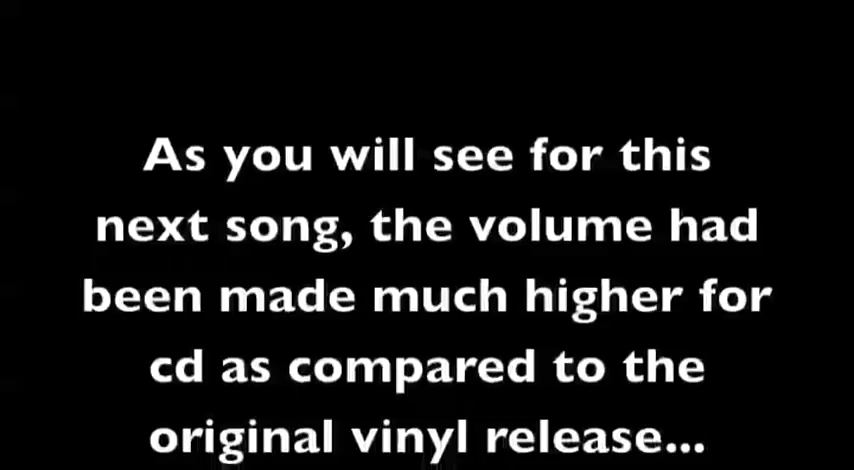 As you will see for this
next song, the volume had
been made much higher for
cd as compared to the
original vinyl release...